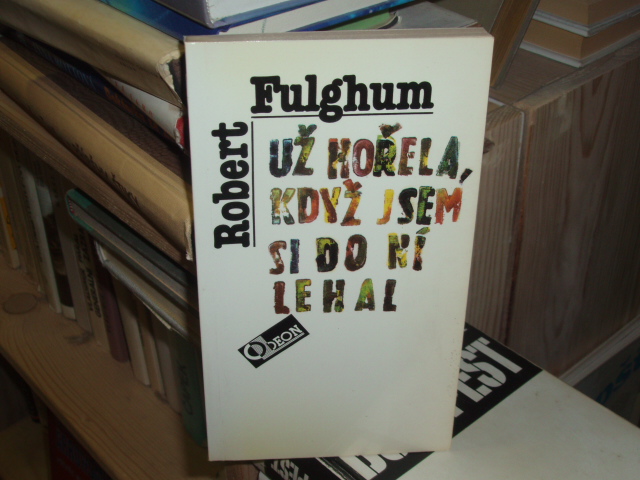 Robert
Fulghum
UŽ HOŘELA,
KDYŽ JSEM
SI DO NÍ
LEHAL
ODEON